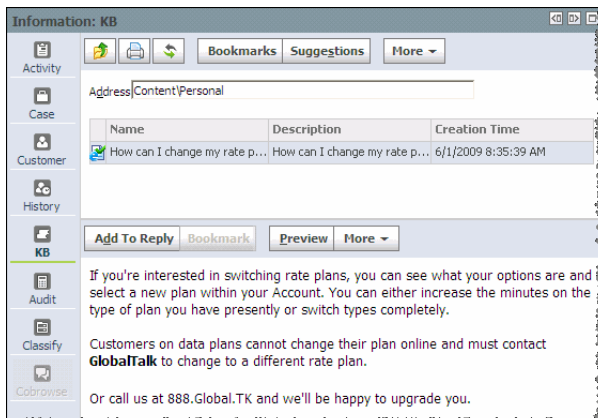 Information: KB
Activity
Case
Customer
History
KB
Audit
Classify
Cobrowse
Bookmarks Suggestions More
Address Content\Personal
Name Description Creation Time
How can I change my rate p... How can I change my rate p... 6/1/2009 8:35:39 AM
Add To Reply Bookmark Preview More
If you're interested in switching rate plans, you can see what your options are and
select a new plan within your Account. You can either increase the minutes on the
type of plan you have presently or switch types completely.
Customers on data plans cannot change their plan online and must contact
GlobalTalk to change to a different rate plan.
Or call us at 888.Global.TK and we'll be happy to upgrade you.